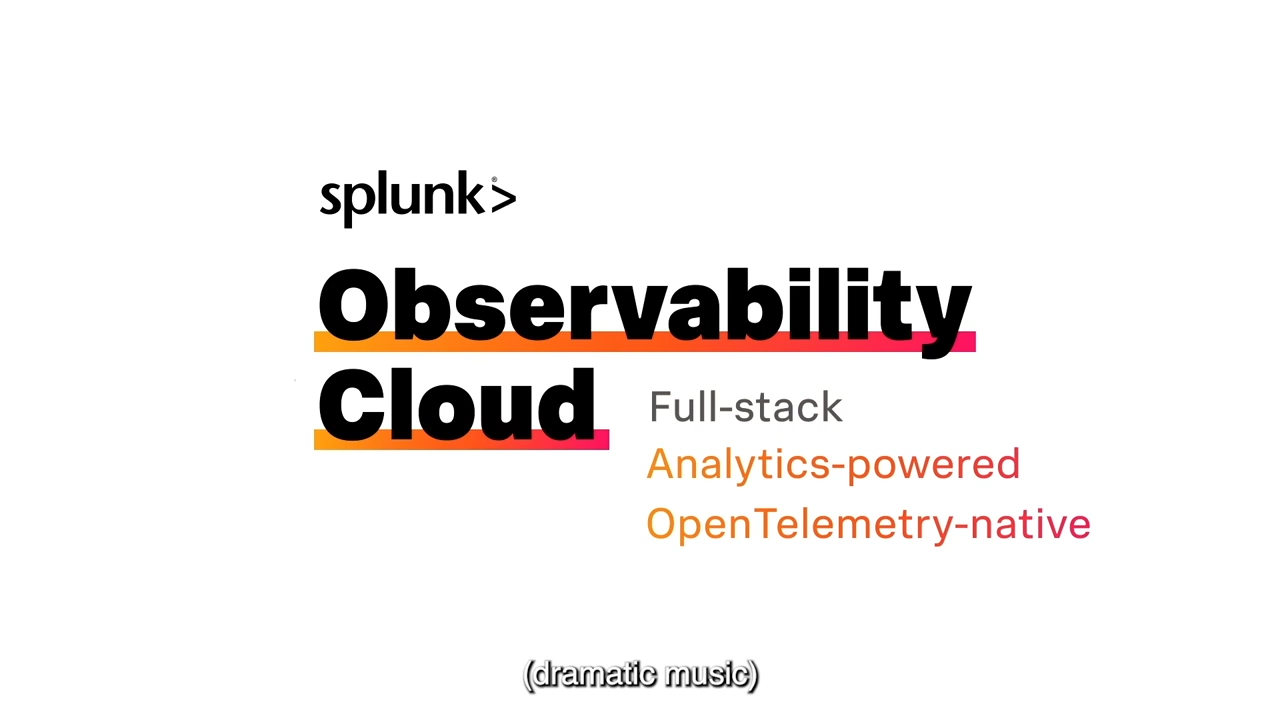 splunk®>
Observability
Cloud
Full-stack
Analytics-powered
OpenTelemetry-native
(dramatic music)